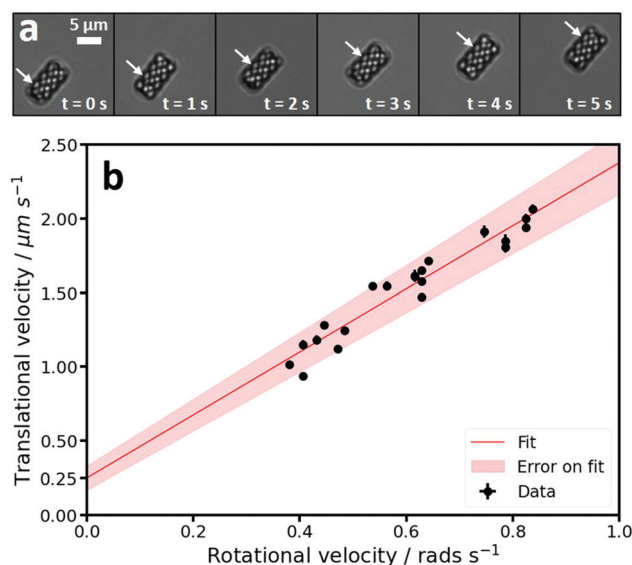 a
5 µm
t = 0 s
t = 1 s
t = 2 s
t = 3 s
t = 4 s
t = 5 s
b
2.50
2.00
1.50
1.00
0.50
0.25
0.00
Translational velocity / µm s⁻¹
Fit
Error on fit
Data
0.0 0.2 0.4 0.6 0.8 1.0
Rotational velocity / rads s⁻¹